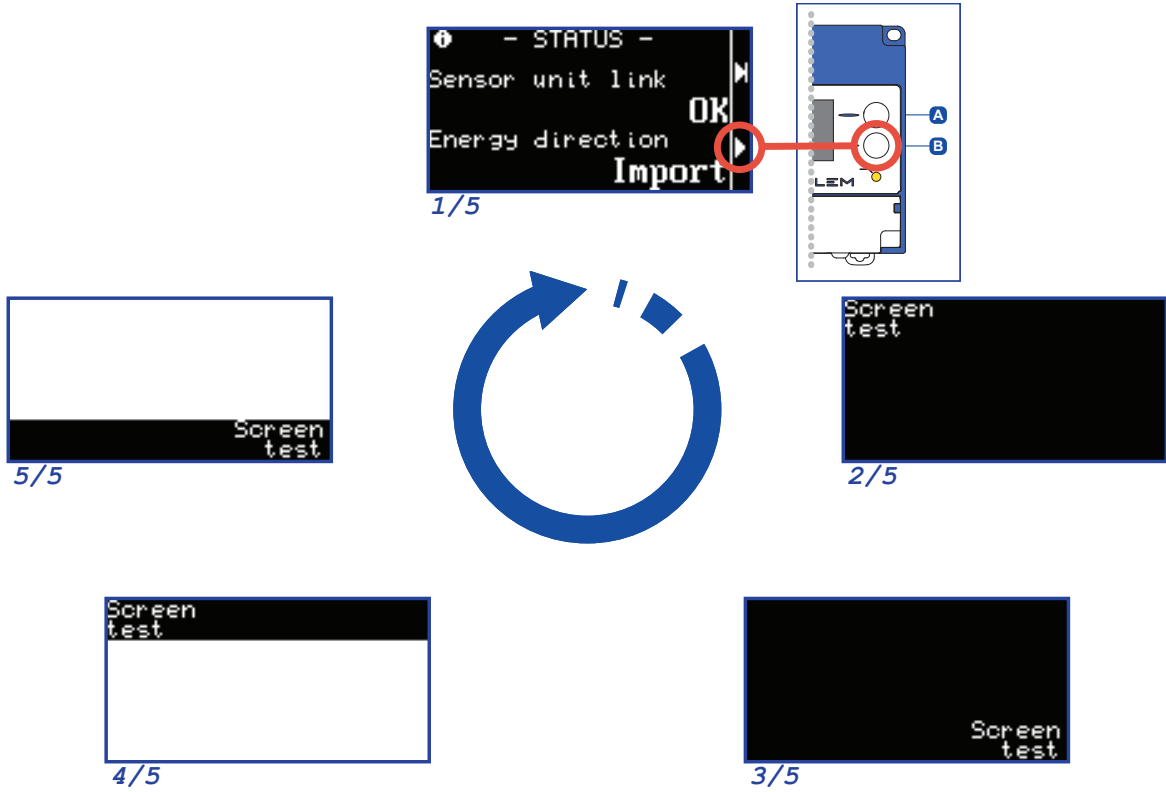 - STATUS -
Sensor unit link
OK
Energy direction
Import
1/5
A
B
LEM
Screen
test
2/5
Screen
test
3/5
Screen
test
4/5
Screen
test
5/5